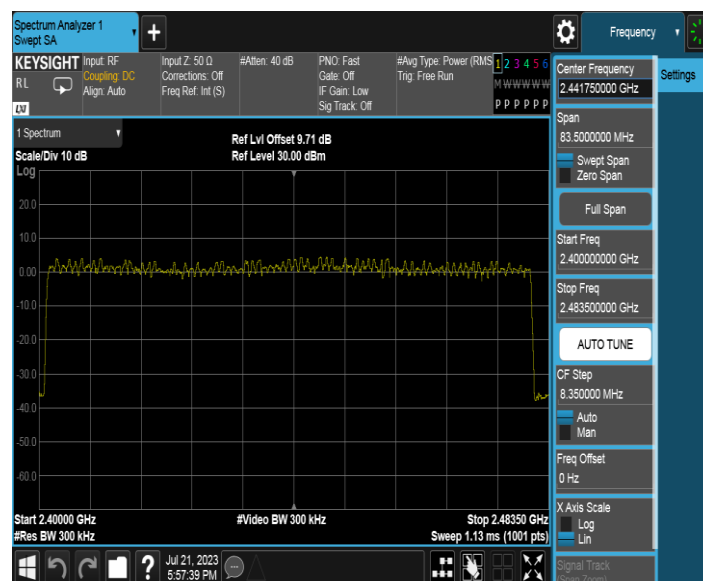 Spectrum Analyzer 1
Swept SA
Frequency
KEYSIGHT
RL
LXI
Input: RF
Coupling: DC
Align: Auto
Input Z: 50 Ω
Corrections: Off
Freq Ref: Int (S)
#Atten: 40 dB
PNO: Fast
Gate: Off
IF Gain: Low
Sig Track: Off
#Avg Type: Power (RMS
Trig: Free Run
1 2 3 4 5 6
M W W W W W
P P P P P P
Center Frequency
2.441750000 GHz
Settings
Span
83.5000000 MHz
Swept Span
Zero Span
Full Span
Start Freq
2.400000000 GHz
Stop Freq
2.483500000 GHz
AUTO TUNE
CF Step
8.350000 MHz
Auto
Man
Freq Offset
0 Hz
X Axis Scale
Log
Lin
Signal Track
(Span Zoom)
1 Spectrum
Scale/Div 10 dB
Log
Ref Lvl Offset 9.71 dB
Ref Level 30.00 dBm
20.0
10.0
0.00
-10.0
-20.0
-30.0
-40.0
-50.0
-60.0
Start 2.40000 GHz
#Res BW 300 kHz
#Video BW 300 kHz
Stop 2.48350 GHz
Sweep 1.13 ms (1001 pts)
?
Jul 21, 2023
5:57:39 PM